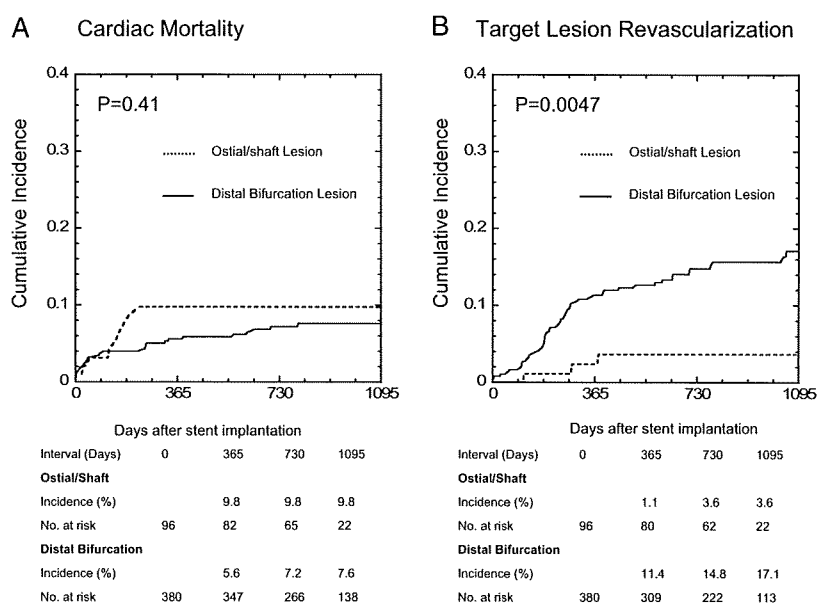 A Cardiac Mortality
0.4
0.3
0.2
0.1
0
Cumulative Incidence
P=0.41
Ostial/shaft Lesion
Distal Bifurcation Lesion
0 365 730 1095
Days after stent implantation
Interval (Days) 0 365 730 1095
Ostial/Shaft
Incidence (%) 9.8 9.8 9.8
No. at risk 96 82 65 22
Distal Bifurcation
Incidence (%) 5.6 7.2 7.6
No. at risk 380 347 266 138
B Target Lesion Revascularization
0.4
0.3
0.2
0.1
0
Cumulative Incidence
P=0.0047
Ostial/shaft Lesion
Distal Bifurcation Lesion
0 365 730 1095
Days after stent implantation
Interval (Days) 0 365 730 1095
Ostial/Shaft
Incidence (%) 1.1 3.6 3.6
No. at risk 96 80 62 22
Distal Bifurcation
Incidence (%) 11.4 14.8 17.1
No. at risk 380 309 222 113